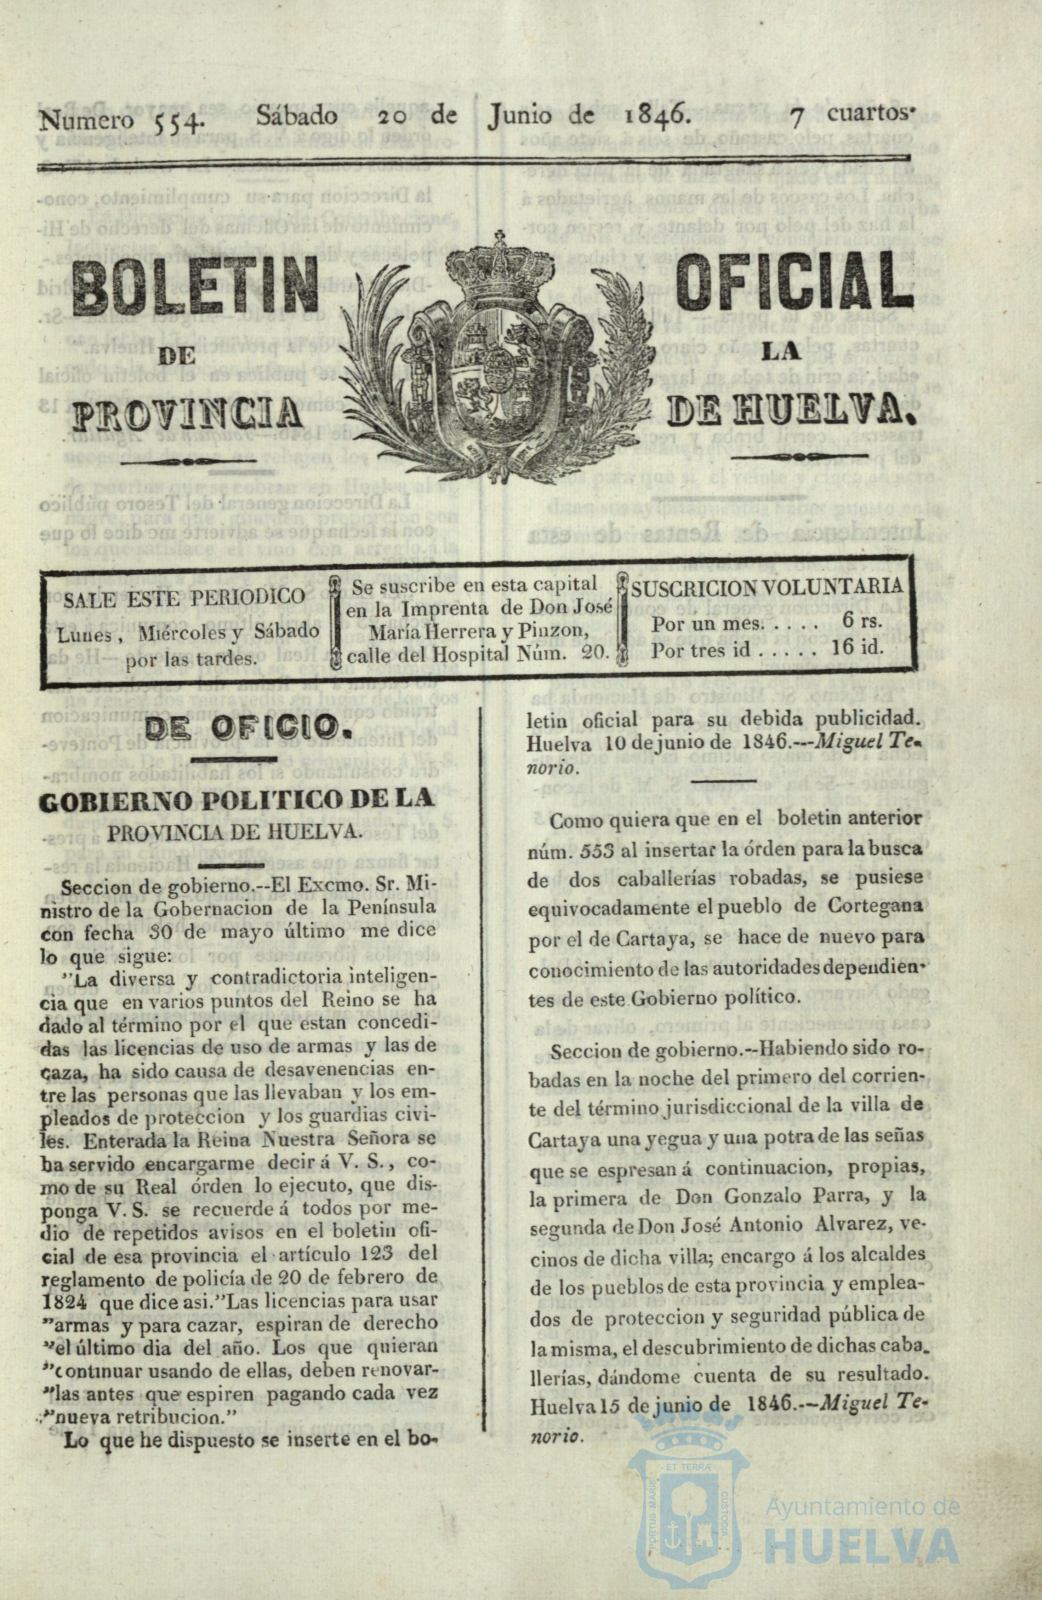 Numero 554. Sábado 20 de Junio de 1846. 7 cuartos.
BOLETIN OFICIAL
DE LA
PROVINCIA DE HUELVA.
SALE ESTE PERIODICO
Lunes, Miércoles y Sábado
por las tardes.
Se suscribe en esta capital
en la Imprenta de Don José
María Herrera y Pinzon,
calle del Hospital Núm. 20.
SUSCRICION VOLUNTARIA
Por un mes. . . . . 6 rs.
Por tres id . . . . . 16 id.
DE OFICIO.
GOBIERNO POLITICO DE LA
PROVINCIA DE HUELVA.
Seccion de gobierno.--El Excmo. Sr. Mi-
nistro de la Gobernacion de la Península
con fecha 30 de mayo último me dice
lo que sigue:
"La diversa y contradictoria inteligen-
cia que en varios puntos del Reino se ha
dado al término por el que estan concedi-
das las licencias de uso de armas y las de
caza, ha sido causa de desavenencias en-
tre las personas que las llevaban y los em-
pleados de proteccion y los guardias civi-
les. Enterada la Reina Nuestra Señora se
ha servido encargarme decir á V. S., co-
mo de su Real órden lo ejecuto, que dis-
ponga V. S. se recuerde á todos por me-
dio de repetidos avisos en el boletin ofi-
cial de esa provincia el artículo 123 del
reglamento de policía de 20 de febrero de
1824 que dice asi."Las licencias para usar
"armas y para cazar, espiran de derecho
"el último dia del año. Los que quieran
"continuar usando de ellas, deben renovar-
"las antes que espiren pagando cada vez
"nueva retribucion."
Lo que he dispuesto se inserte en el bo-
letin oficial para su debida publicidad.
Huelva 10 de junio de 1846.--Miguel Te-
norio.
Como quiera que en el boletin anterior
núm. 553 al insertar la órden para la busca
de dos caballerías robadas, se pusiese
equivocadamente el pueblo de Cortegana
por el de Cartaya, se hace de nuevo para
conocimiento de las autoridades dependien-
tes de este Gobierno político.
Seccion de gobierno.--Habiendo sido ro-
badas en la noche del primero del corrien-
te del término jurisdiccional de la villa de
Cartaya una yegua y una potra de las señas
que se espresan á continuacion, propias,
la primera de Don Gonzalo Parra, y la
segunda de Don José Antonio Alvarez, ve-
cinos de dicha villa; encargo á los alcaldes
de los pueblos de esta provincia y emplea-
dos de proteccion y seguridad pública de
la misma, el descubrimiento de dichas caba-
llerías, dándome cuenta de su resultado.
Huelva 15 de junio de 1846.--Miguel Te-
norio.
ET TERRÆ
PORTUS MARIS
CUSTODIA
Ayuntamiento de
HUELVA